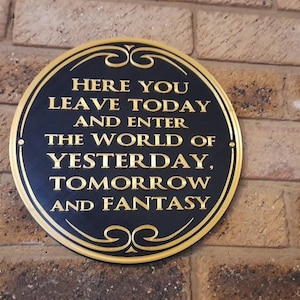 HERE YOU
LEAVE TODAY
AND ENTER
THE WORLD OF
YESTERDAY,
TOMORROW
AND FANTASY